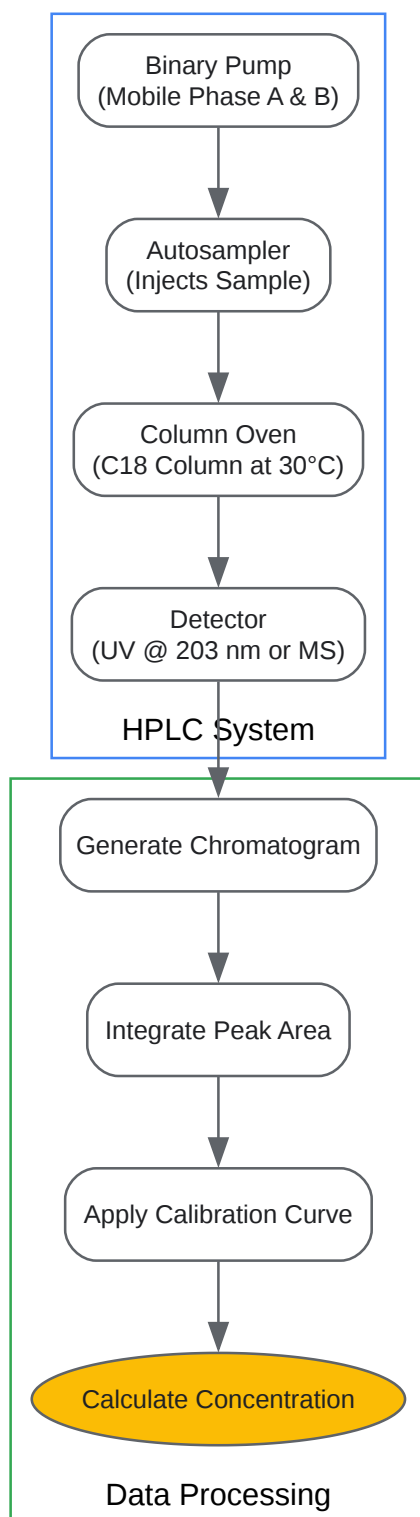 Binary Pump
(Mobile Phase A & B)
Autosampler
(Injects Sample)
Column Oven
(C18 Column at 30°C)
Detector
(UV @ 203 nm or MS)
HPLC System
Generate Chromatogram
Integrate Peak Area
Apply Calibration Curve
Calculate Concentration
Data Processing